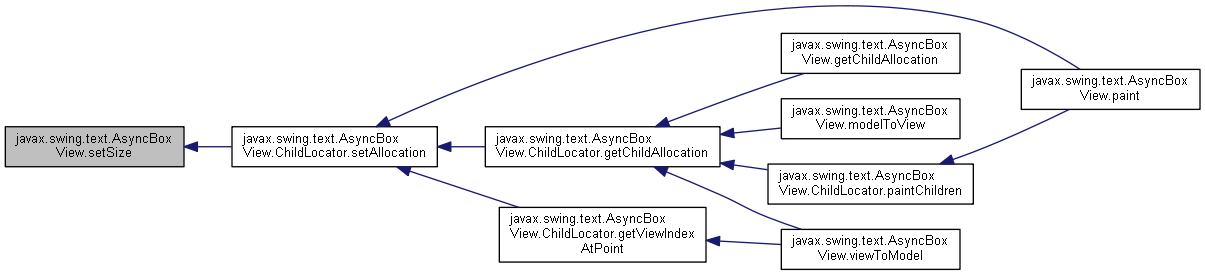 javax.swing.text.AsyncBox
View.setSize
javax.swing.text.AsyncBox
View.ChildLocator.setAllocation
javax.swing.text.AsyncBox
View.ChildLocator.getChildAllocation
javax.swing.text.AsyncBox
View.getChildAllocation
javax.swing.text.AsyncBox
View.modelToView
javax.swing.text.AsyncBox
View.ChildLocator.paintChildren
javax.swing.text.AsyncBox
View.paint
javax.swing.text.AsyncBox
View.ChildLocator.getViewIndex
AtPoint
javax.swing.text.AsyncBox
View.viewToModel